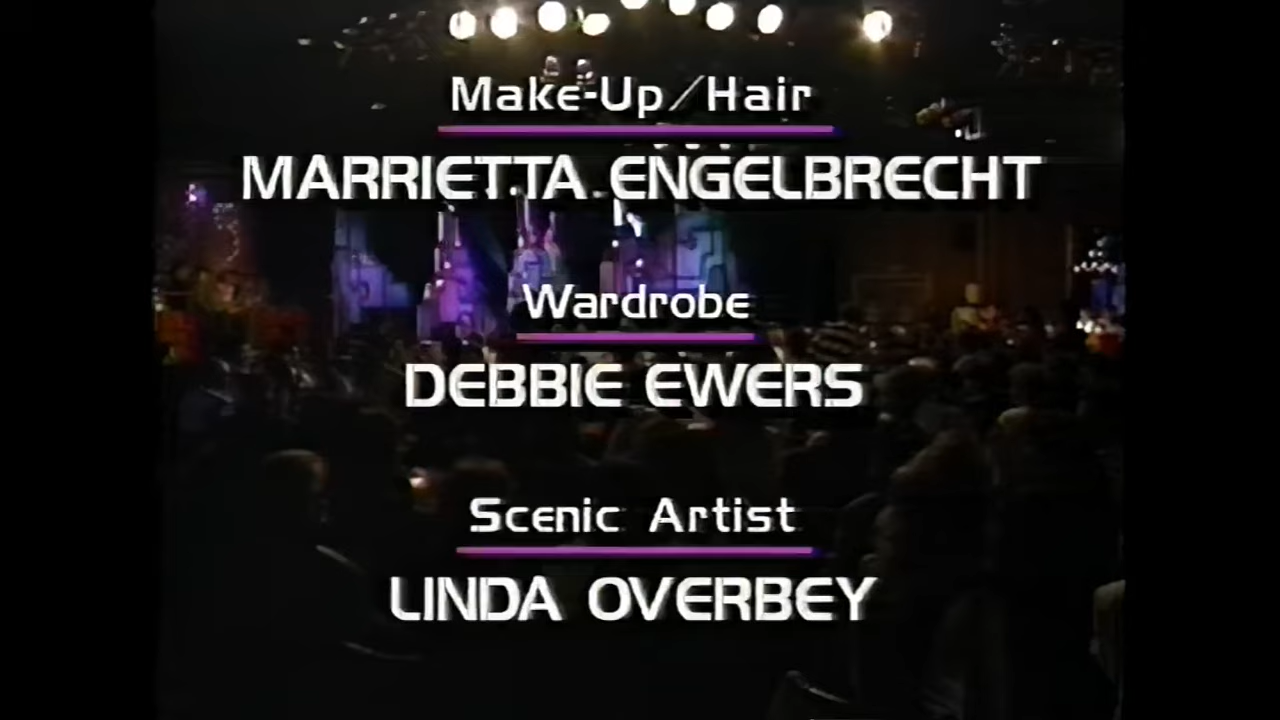 Make-Up/Hair
MARRIETTA ENGELBRECHT
Wardrobe
DEBBIE EWERS
Scenic Artist
LINDA OVERBEY